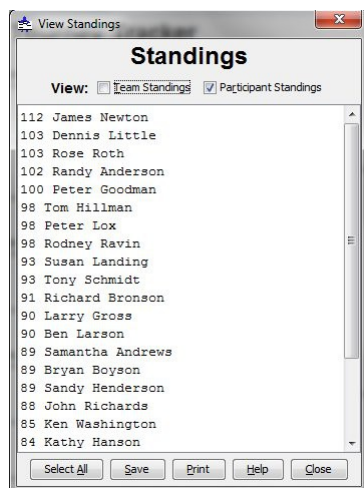 View Standings
Standings
View: Team Standings Participant Standings
112 James Newton
103 Dennis Little
103 Rose Roth
102 Randy Anderson
100 Peter Goodman
98 Tom Hillman
98 Peter Lox
98 Rodney Ravin
93 Susan Landing
93 Tony Schmidt
91 Richard Bronson
90 Larry Gross
90 Ben Larson
89 Samantha Andrews
89 Bryan Boyson
89 Sandy Henderson
88 John Richards
85 Ken Washington
84 Kathy Hanson
Select All Save Print Help Close